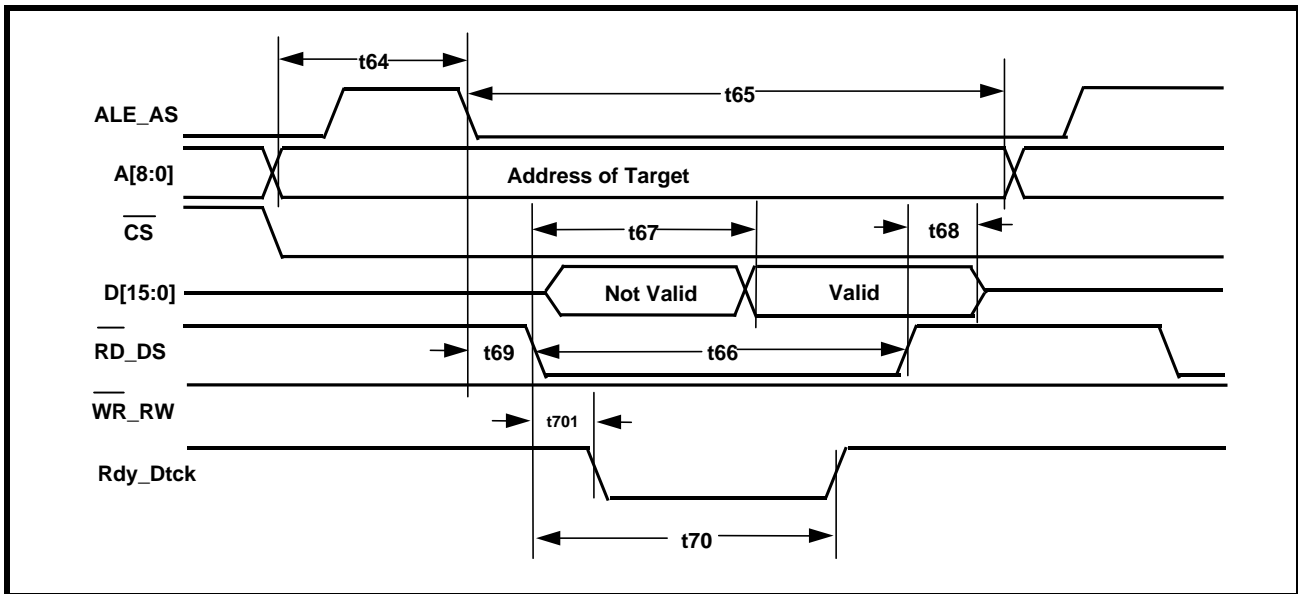 t64
ALE_AS
t65
A[8:0]
Address of Target
CS
t67
t68
D[15:0]
Not Valid
Valid
RD_DS
t69
t66
WR_RW
t701
Rdy_Dtck
t70